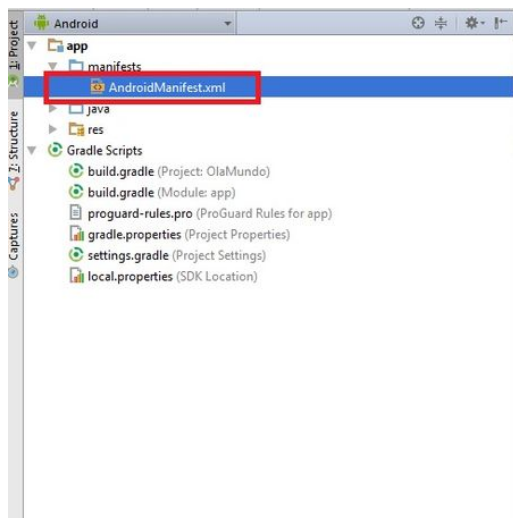 Android
1: Project
app
manifests
AndroidManifest.xml
java
res
Gradle Scripts
build.gradle (Project: OlaMundo)
build.gradle (Module: app)
proguard-rules.pro (ProGuard Rules for app)
gradle.properties (Project Properties)
settings.gradle (Project Settings)
local.properties (SDK Location)
7: Structure
Captures